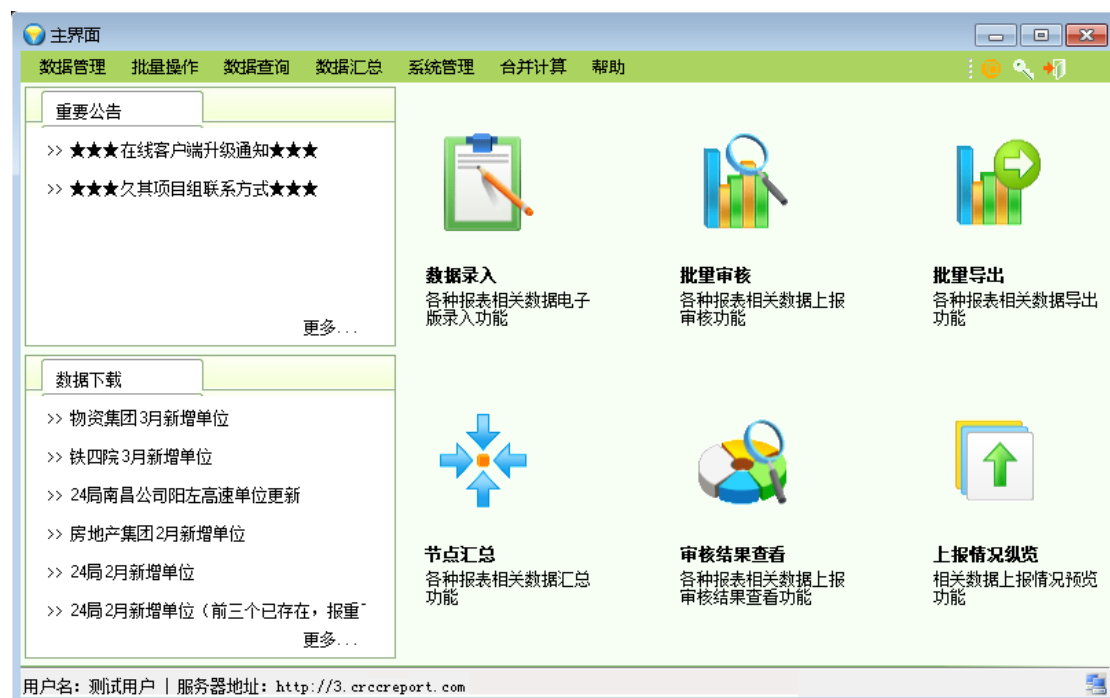 主界面
数据管理 批量操作 数据查询 数据汇总 系统管理 合并计算 帮助
重要公告
>> ★★★在线客户端升级通知★★★
>> ★★★久其项目组联系方式★★★
更多...
数据下载
>> 物资集团3月新增单位
>> 铁四院3月新增单位
>> 24局南昌公司阳左高速单位更新
>> 房地产集团2月新增单位
>> 24局2月新增单位
>> 24局2月新增单位（前三个已存在，报重
更多...
数据录入
各种报表相关数据电子
版录入功能
批量审核
各种报表相关数据上报
审核功能
批量导出
各种报表相关数据导出
功能
节点汇总
各种报表相关数据汇总
功能
审核结果查看
各种报表相关数据上报
审核结果查看功能
上报情况纵览
相关数据上报情况预览
功能
用户名：测试用户 | 服务器地址：http://3.crccreport.com